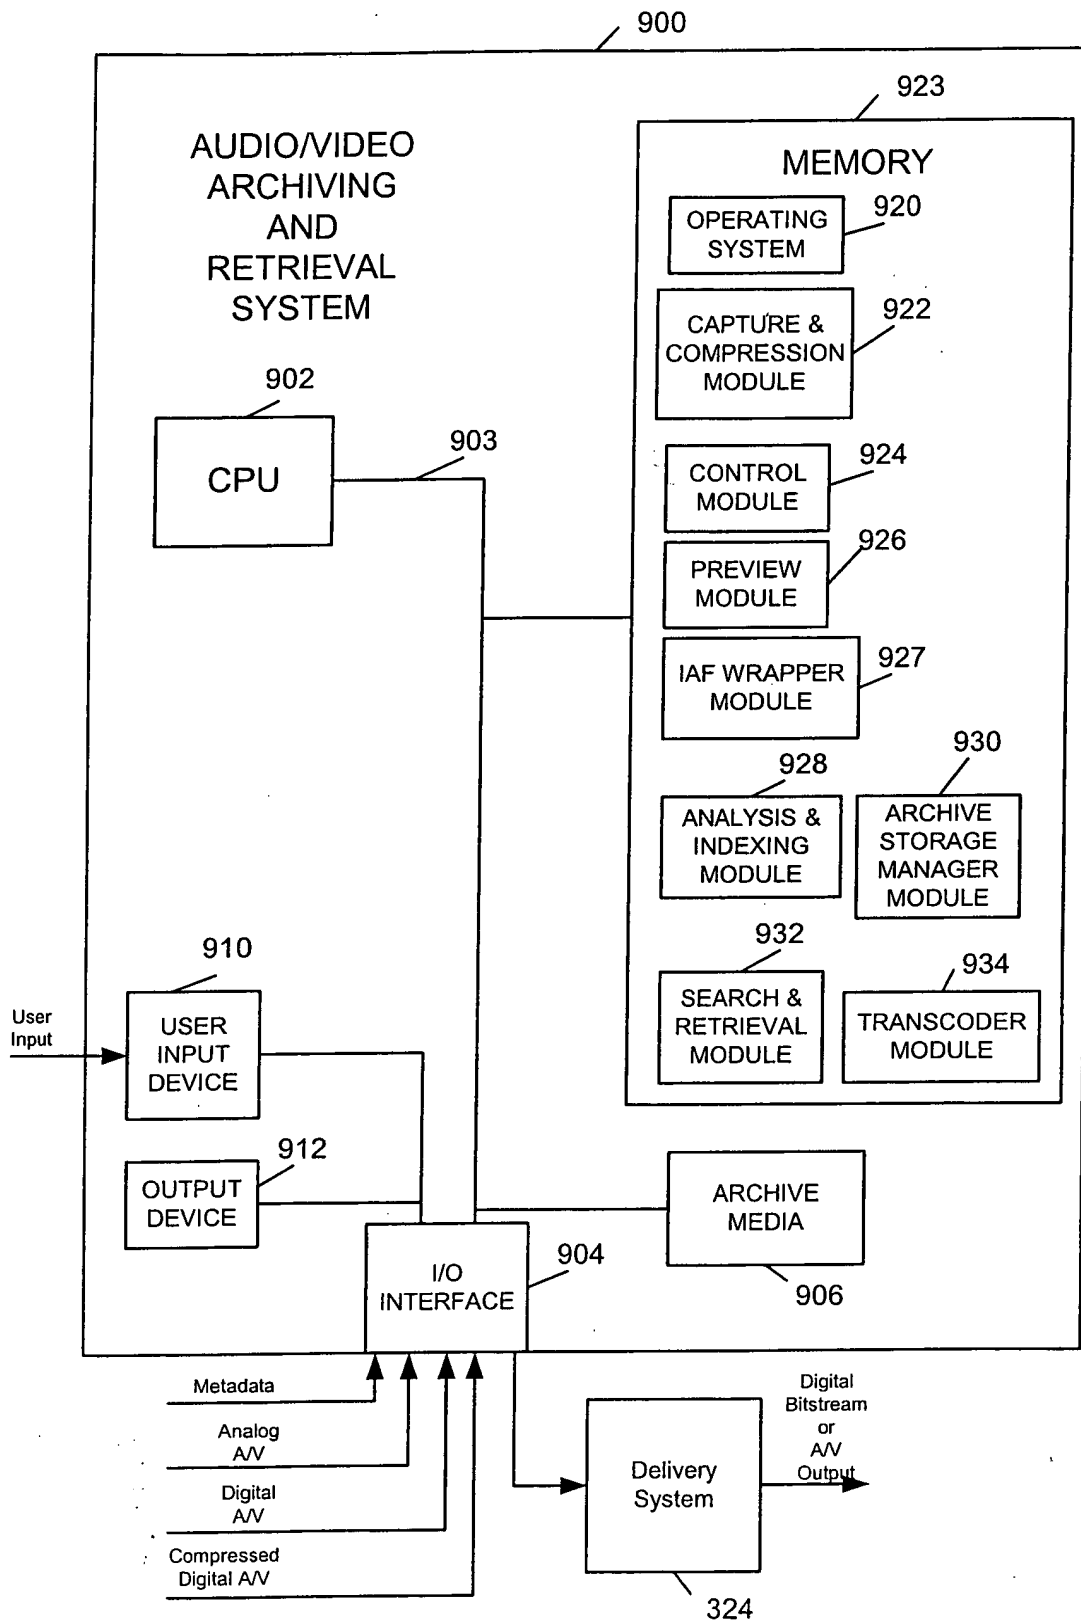 900
923
AUDIO/VIDEO
ARCHIVING
AND
RETRIEVAL
SYSTEM
MEMORY
OPERATING
SYSTEM
920
CAPTURE &
COMPRESSION
MODULE
922
902
CPU
903
CONTROL
MODULE
924
PREVIEW
MODULE
926
IAF WRAPPER
MODULE
927
928
ANALYSIS &
INDEXING
MODULE
930
ARCHIVE
STORAGE
MANAGER
MODULE
932
SEARCH &
RETRIEVAL
MODULE
934
TRANSCODER
MODULE
User
Input
910
USER
INPUT
DEVICE
912
OUTPUT
DEVICE
I/O
INTERFACE
904
ARCHIVE
MEDIA
906
Metadata
Analog
A/V
Digital
A/V
Compressed
Digital A/V
Delivery
System
324
Digital
Bitstream
or
A/V
Output